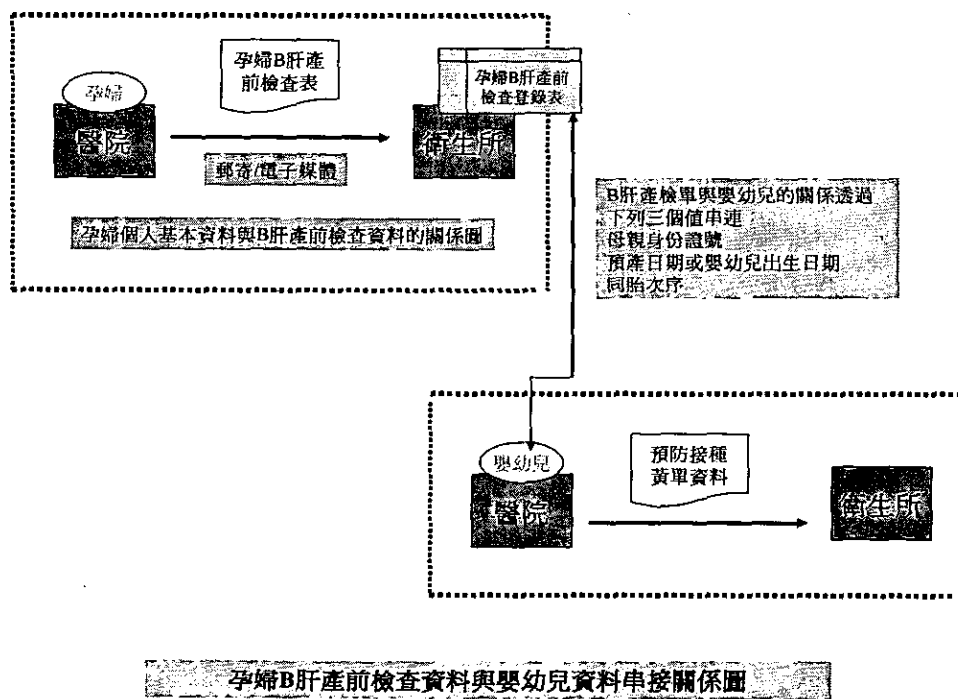 孕婦B肝產
前檢查表
孕婦
醫院
郵寄/電子媒體
衛生所
孕婦B肝產前
檢查登錄表
孕婦個人基本資料與B肝產前檢查資料的關係圖
B肝產檢單與嬰幼兒的關係透過
下列三個值串連
母親身份證號
預產日期或嬰幼兒出生日期
同胎次序
嬰幼兒
醫院
預防接種
黃單資料
衛生所
孕婦B肝產前檢查資料與嬰幼兒資料串接關係圖